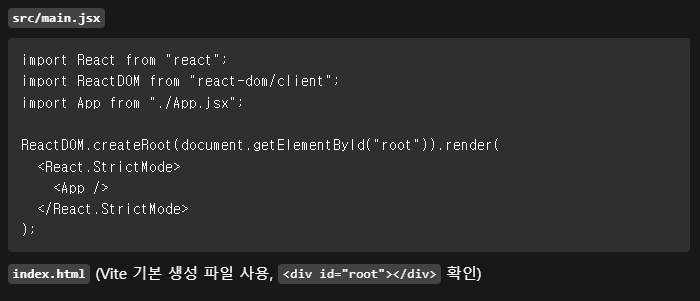 src/main.jsx
import React from "react";
import ReactDOM from "react-dom/client";
import App from "./App.jsx";
ReactDOM.createRoot(document.getElementById("root")).render(
  <React.StrictMode>
    <App />
  </React.StrictMode>
);
index.html (Vite 기본 생성 파일 사용, <div id="root"></div> 확인)